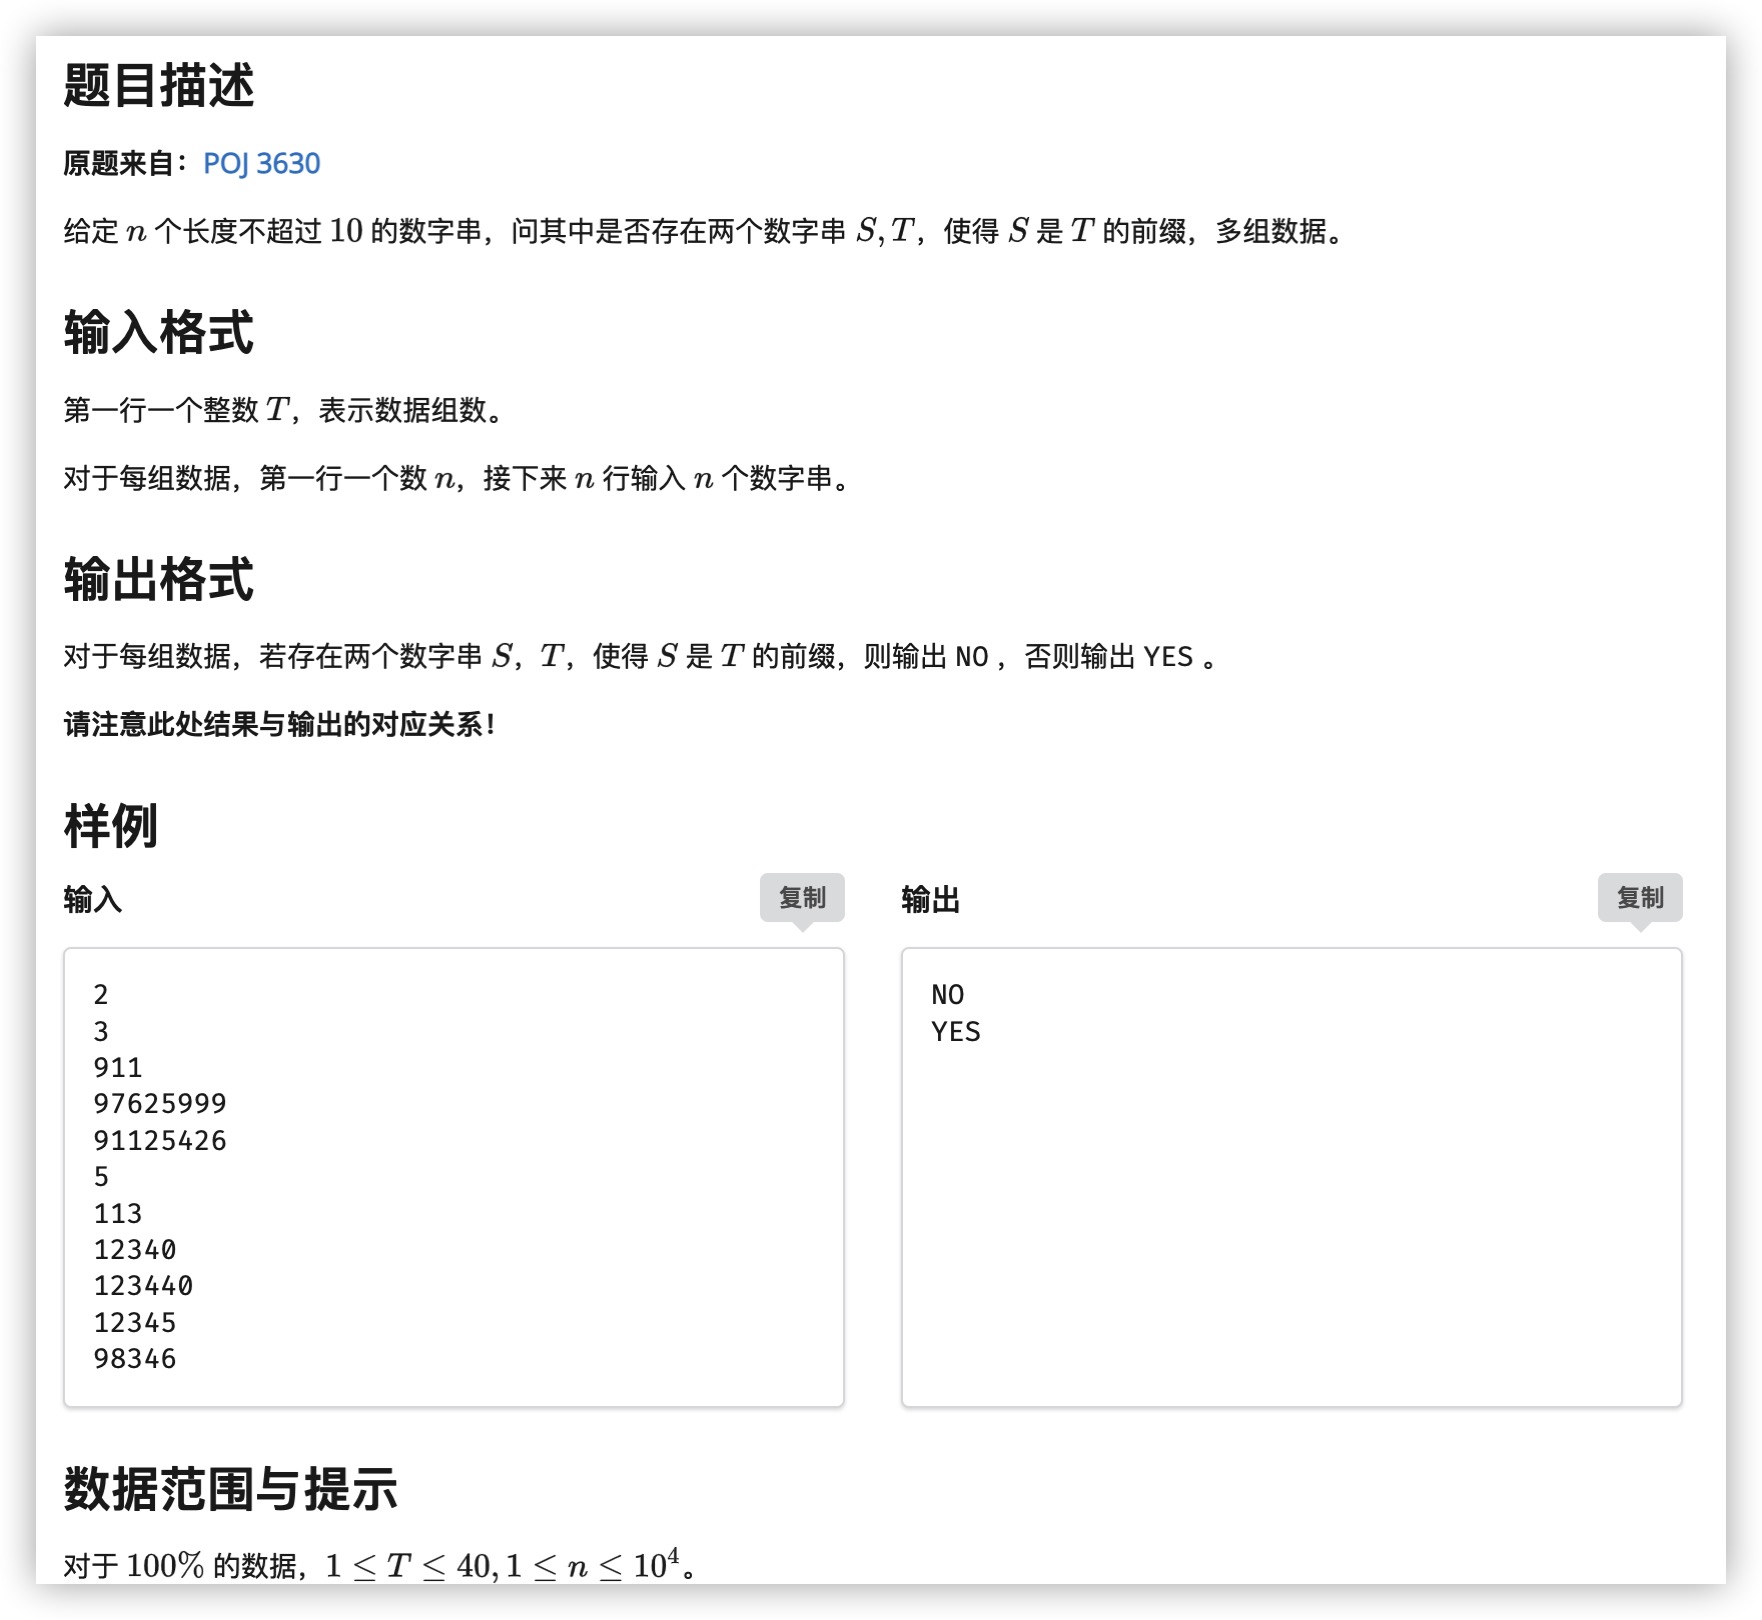 题目描述
原题来自：POJ 3630
给定 n 个长度不超过 10 的数字串，问其中是否存在两个数字串 S, T，使得 S 是 T 的前缀，多组数据。
输入格式
第一行一个整数 T，表示数据组数。
对于每组数据，第一行一个数 n，接下来 n 行输入 n 个数字串。
输出格式
对于每组数据，若存在两个数字串 S，T，使得 S 是 T 的前缀，则输出 NO ，否则输出 YES 。
请注意此处结果与输出的对应关系！
样例
输入
复制
2
3
911
97625999
91125426
5
113
12340
123440
12345
98346
输出
复制
NO
YES
数据范围与提示
对于 100% 的数据，1 ≤ T ≤ 40, 1 ≤ n ≤ 10⁴。